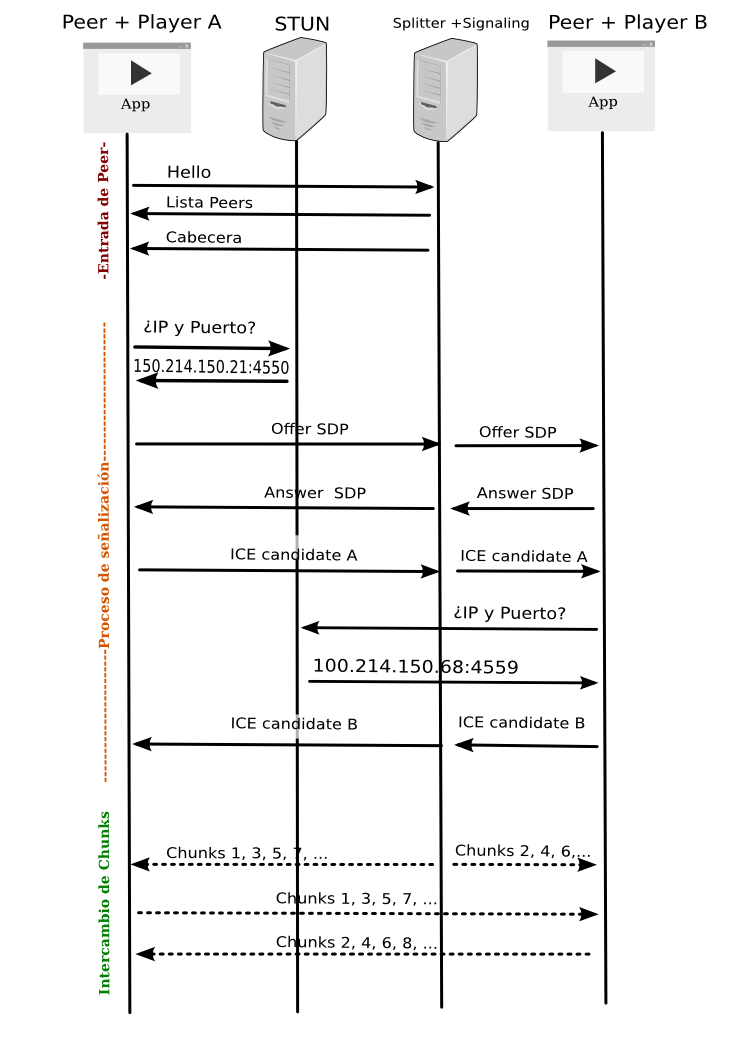 Peer + Player A
STUN
Splitter +Signaling
Peer + Player B
App
App
-Entrada de Peer-
Hello
Lista Peers
Cabecera
Proceso de señalización
¿IP y Puerto?
150.214.150.21:4550
Offer SDP
Offer SDP
Answer SDP
Answer SDP
ICE candidate A
ICE candidate A
¿IP y Puerto?
100.214.150.68:4559
ICE candidate B
ICE candidate B
Intercambio de Chunks
Chunks 1, 3, 5, 7, ...
Chunks 2, 4, 6,...
Chunks 1, 3, 5, 7, ...
Chunks 2, 4, 6, 8, ...